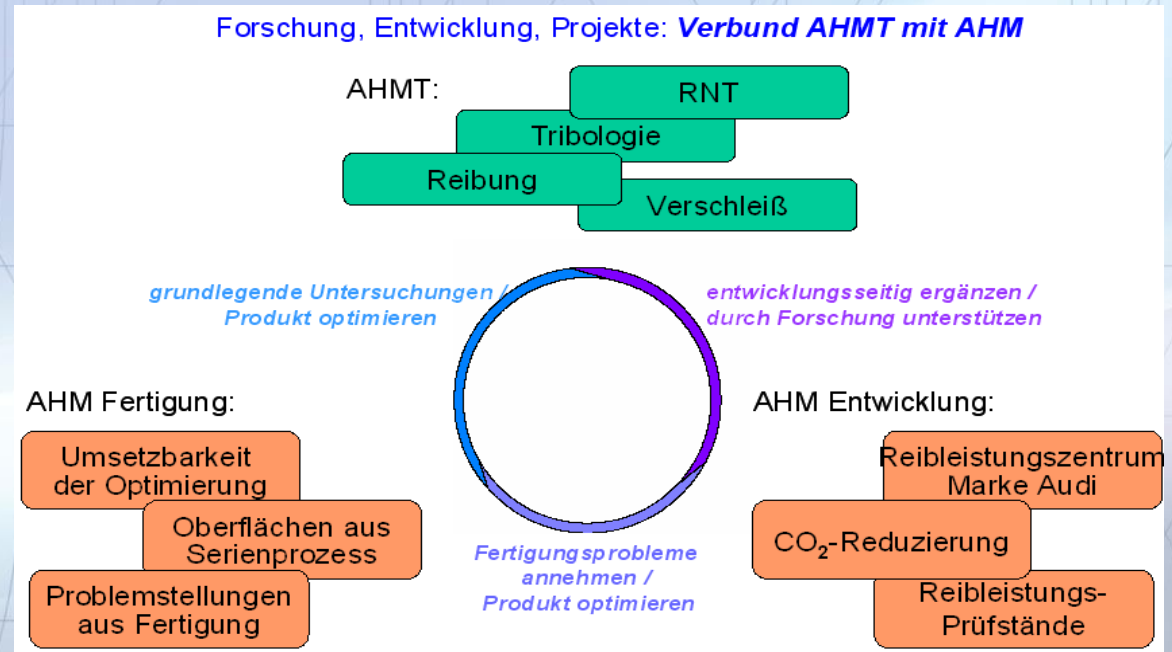 Forschung, Entwicklung, Projekte: Verbund AHMT mit AHM
AHMT:
RNT
Tribologie
Reibung
Verschleiß
grundlegende Untersuchungen /
Produkt optimieren
entwicklungsseitig ergänzen /
durch Forschung unterstützen
AHM Fertigung:
Umsetzbarkeit
der Optimierung
Oberflächen aus
Serienprozess
Problemstellungen
aus Fertigung
Fertigungsprobleme
annehmen /
Produkt optimieren
AHM Entwicklung:
Reibleistungszentrum
Marke Audi
CO₂-Reduzierung
Reibleistungs-
Prüfstände